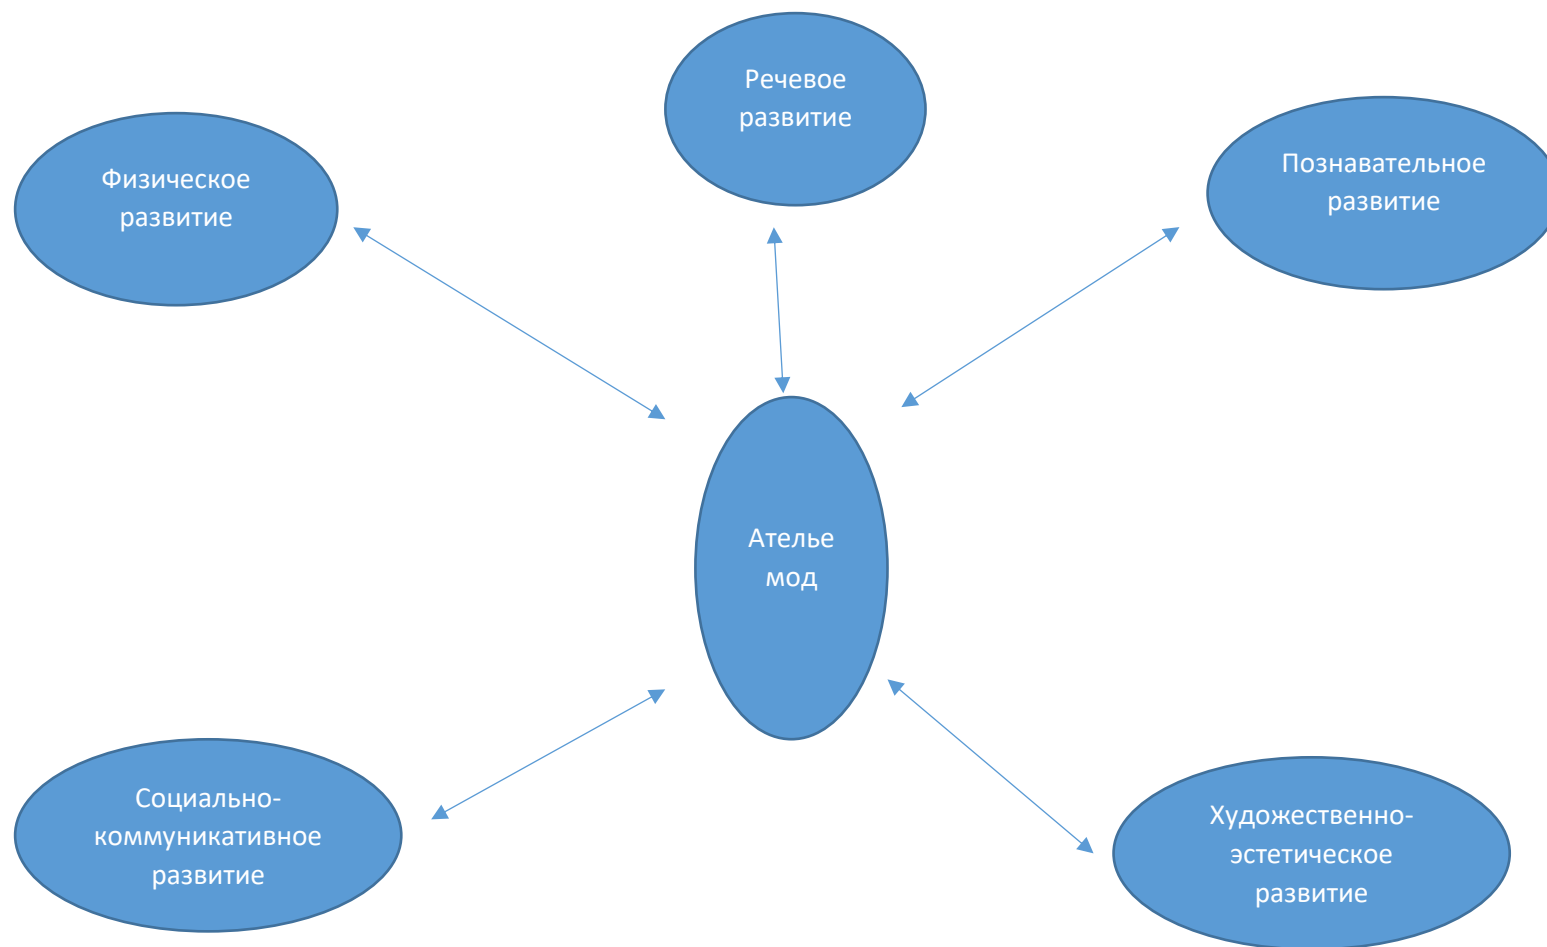 Речевое
развитие
Физическое
развитие
Познавательное
развитие
Ателье
мод
Социально-
коммуникативное
развитие
Художественно-
эстетическое
развитие